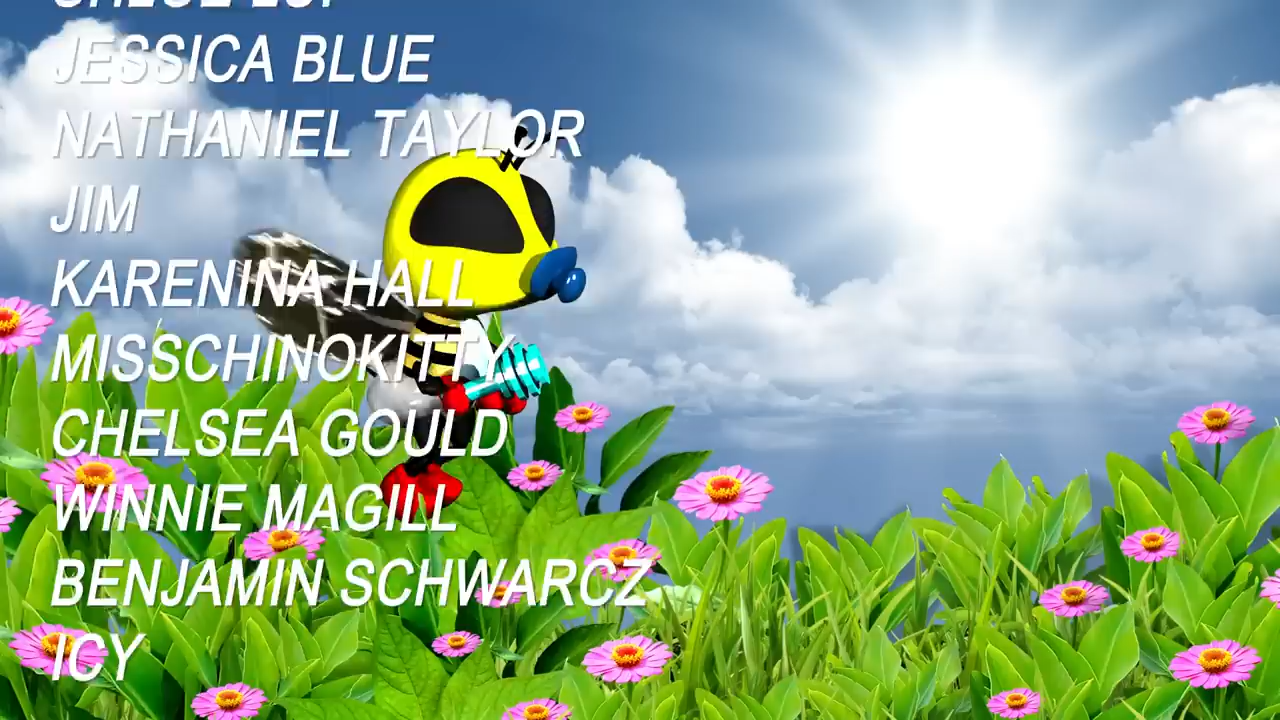 JESSICA BLUE
NATHANIEL TAYLOR
JIM
KARENINA HALL
MISSCHINOKITTY
CHELSEA GOULD
WINNIE MAGILL
BENJAMIN SCHWARCZ
ICY